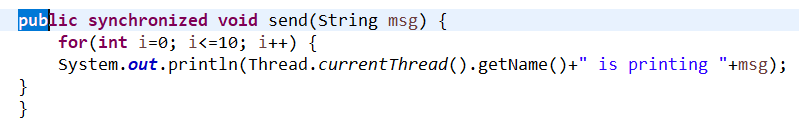 public synchronized void send(String msg) {
for(int i=0; i<=10; i++) {
System.out.println(Thread.currentThread().getName()+" is printing "+msg);
}
}